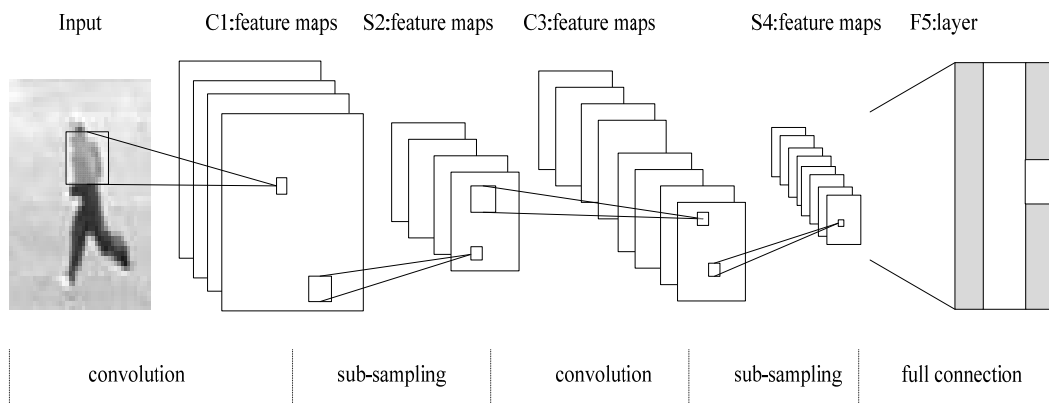 Input C1:feature maps S2:feature maps C3:feature maps S4:feature maps F5:layer
convolution sub-sampling convolution sub-sampling full connection